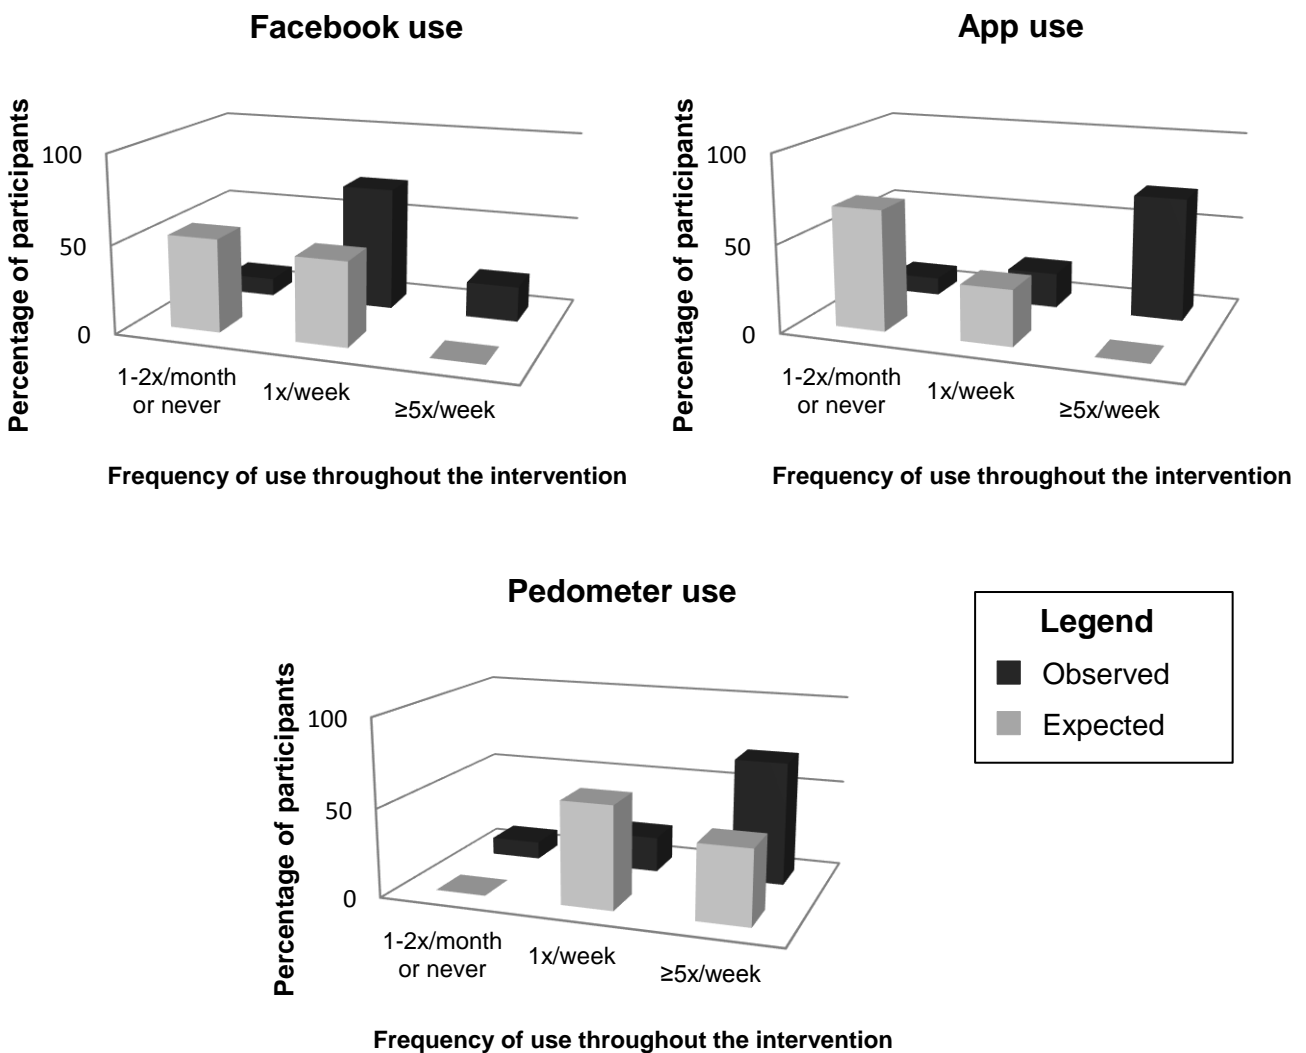 Facebook use
Percentage of participants
100
50
0
1-2x/month
or never
1x/week
≥5x/week
Frequency of use throughout the intervention
App use
Percentage of participants
100
50
0
1-2x/month
or never
1x/week
≥5x/week
Frequency of use throughout the intervention
Pedometer use
Percentage of participants
100
50
0
1-2x/month
or never
1x/week
≥5x/week
Frequency of use throughout the intervention
Legend
Observed
Expected